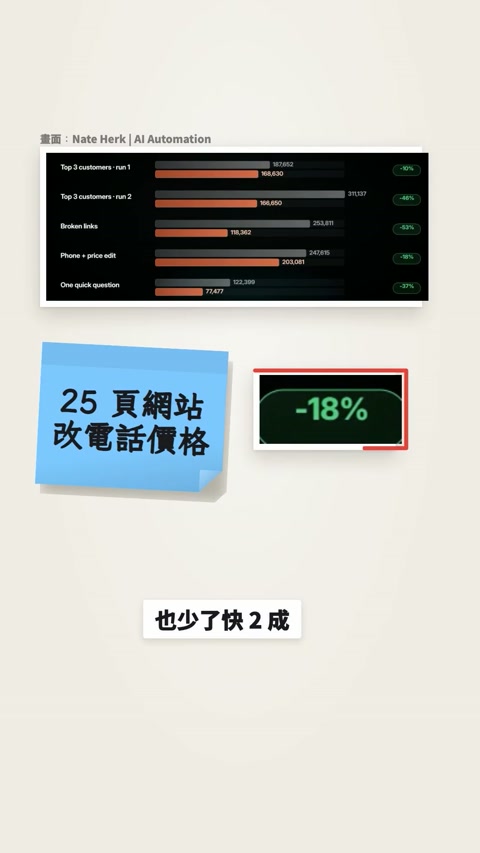 畫面：Nate Herk | AI Automation
Top 3 customers · run 1
187,652
168,630
-10%
Top 3 customers · run 2
311,137
166,650
-46%
Broken links
253,811
118,362
-53%
Phone + price edit
247,615
203,081
-18%
One quick question
122,399
77,477
-37%
25 頁網站
改電話價格
-18%
也少了快 2 成